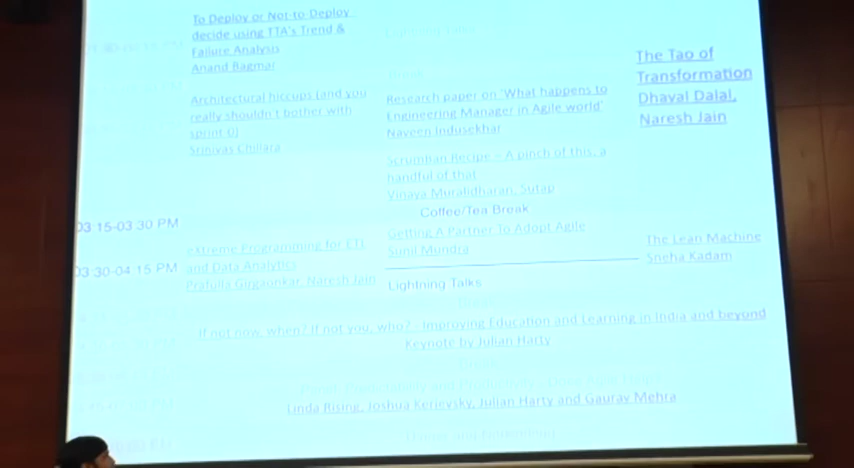 To Deploy or Not-to Deploy
decide using TTA's Trend &
Failure Analysis
Anand Bagmar
The Tao of
Transformation
Dhaval Dalal,
Naresh Jain
Architectural hiccups (and you
really shouldn't bother with
sprint 0)
Srinivas Chillara
Research paper on 'What happens to
Engineering Manager in Agile world'
Naveen Indusekhar
Scrumban Recipe - A pinch of this, a
handful of that
Vinaya Muralidharan, Sutap
03:15-03:30 PM
Coffee/Tea Break
03:30-04:15 PM
eXtreme Programming for ETL
and Data Analytics
Prafulla Girgaonkar, Naresh Jain
Getting A Partner To Adopt Agile
Sunil Mundra
Lightning Talks
The Lean Machine
Sneha Kadam
If not now, when? If not you, who? - Improving Education and Learning in India and beyond
Keynote by Julian Harty
Linda Rising, Joshua Kerievsky, Julian Harty and Gaurav Mehra